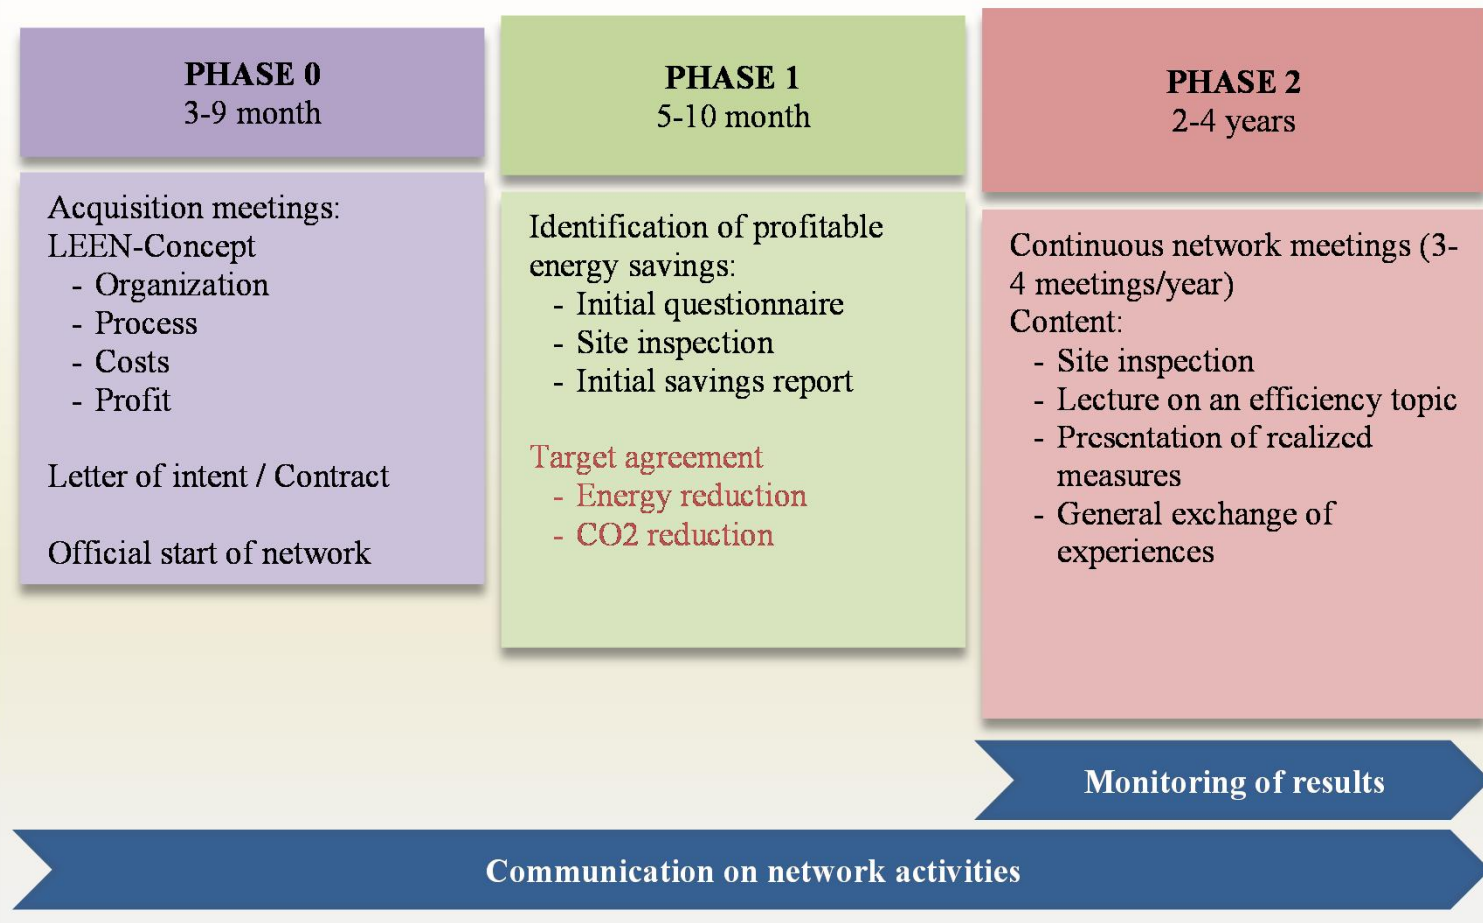 PHASE 0
3-9 month
Acquisition meetings:
LEEN-Concept
- Organization
- Process
- Costs
- Profit
Letter of intent / Contract
Official start of network
PHASE 1
5-10 month
Identification of profitable
energy savings:
- Initial questionnaire
- Site inspection
- Initial savings report
Target agreement
- Energy reduction
- CO2 reduction
PHASE 2
2-4 years
Continuous network meetings (3-
4 meetings/year)
Content:
- Site inspection
- Lecture on an efficiency topic
- Presentation of realized
measures
- General exchange of
experiences
Monitoring of results
Communication on network activities